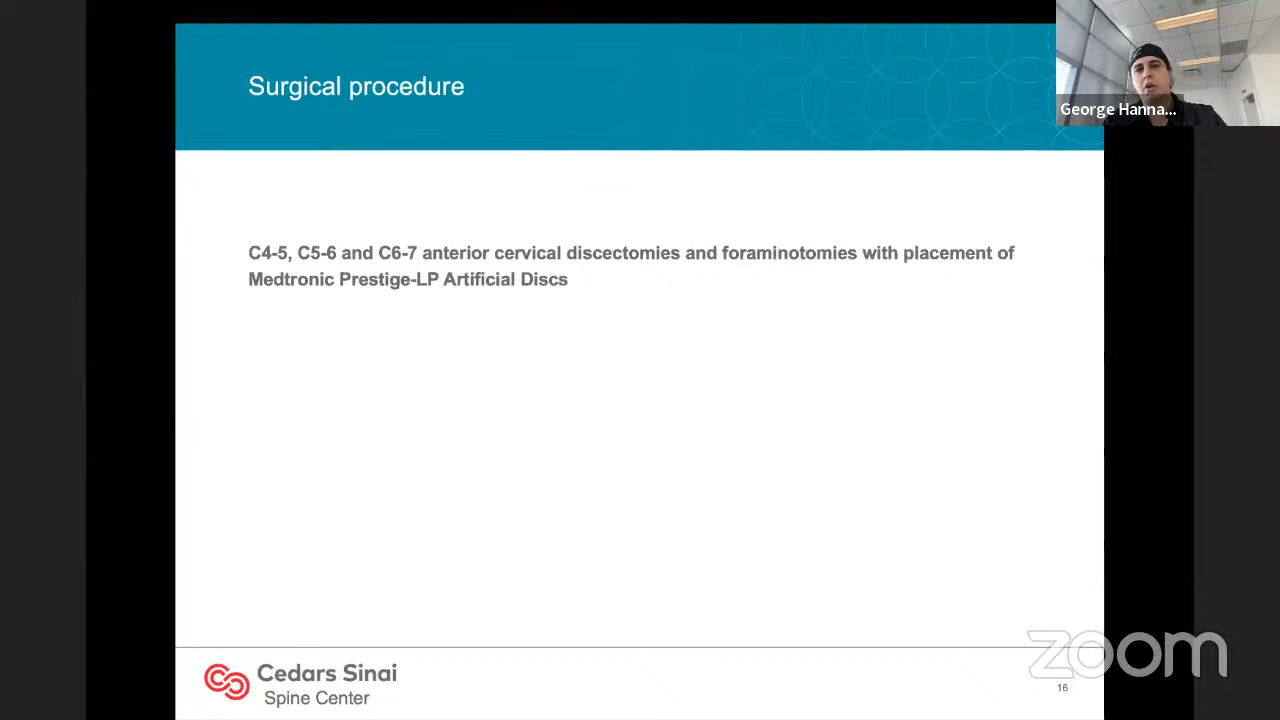 Surgical procedure
George Hanna...
C4-5, C5-6 and C6-7 anterior cervical discectomies and foraminotomies with placement of
Medtronic Prestige-LP Artificial Discs
Cedars Sinai
Spine Center
zoom
16